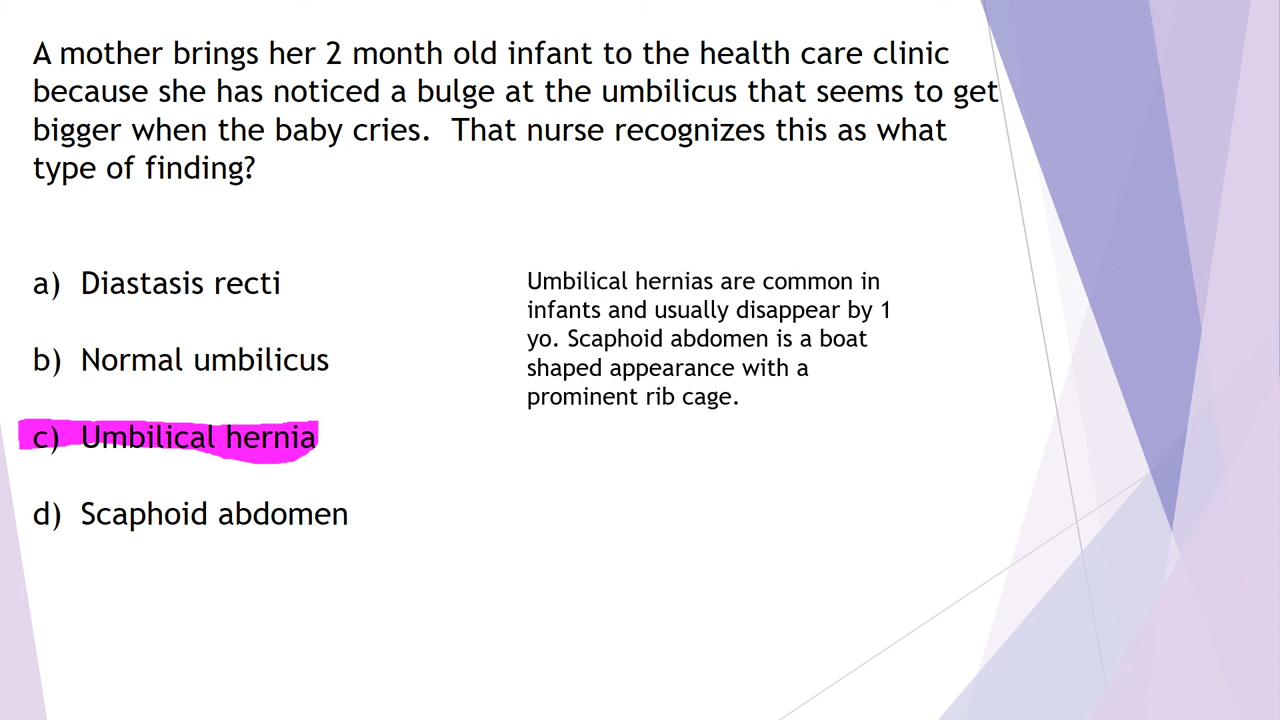 A mother brings her 2 month old infant to the health care clinic
because she has noticed a bulge at the umbilicus that seems to get
bigger when the baby cries.  That nurse recognizes this as what
type of finding?
a) Diastasis recti
b) Normal umbilicus
c) Umbilical hernia
d) Scaphoid abdomen
Umbilical hernias are common in
infants and usually disappear by 1
yo. Scaphoid abdomen is a boat
shaped appearance with a
prominent rib cage.